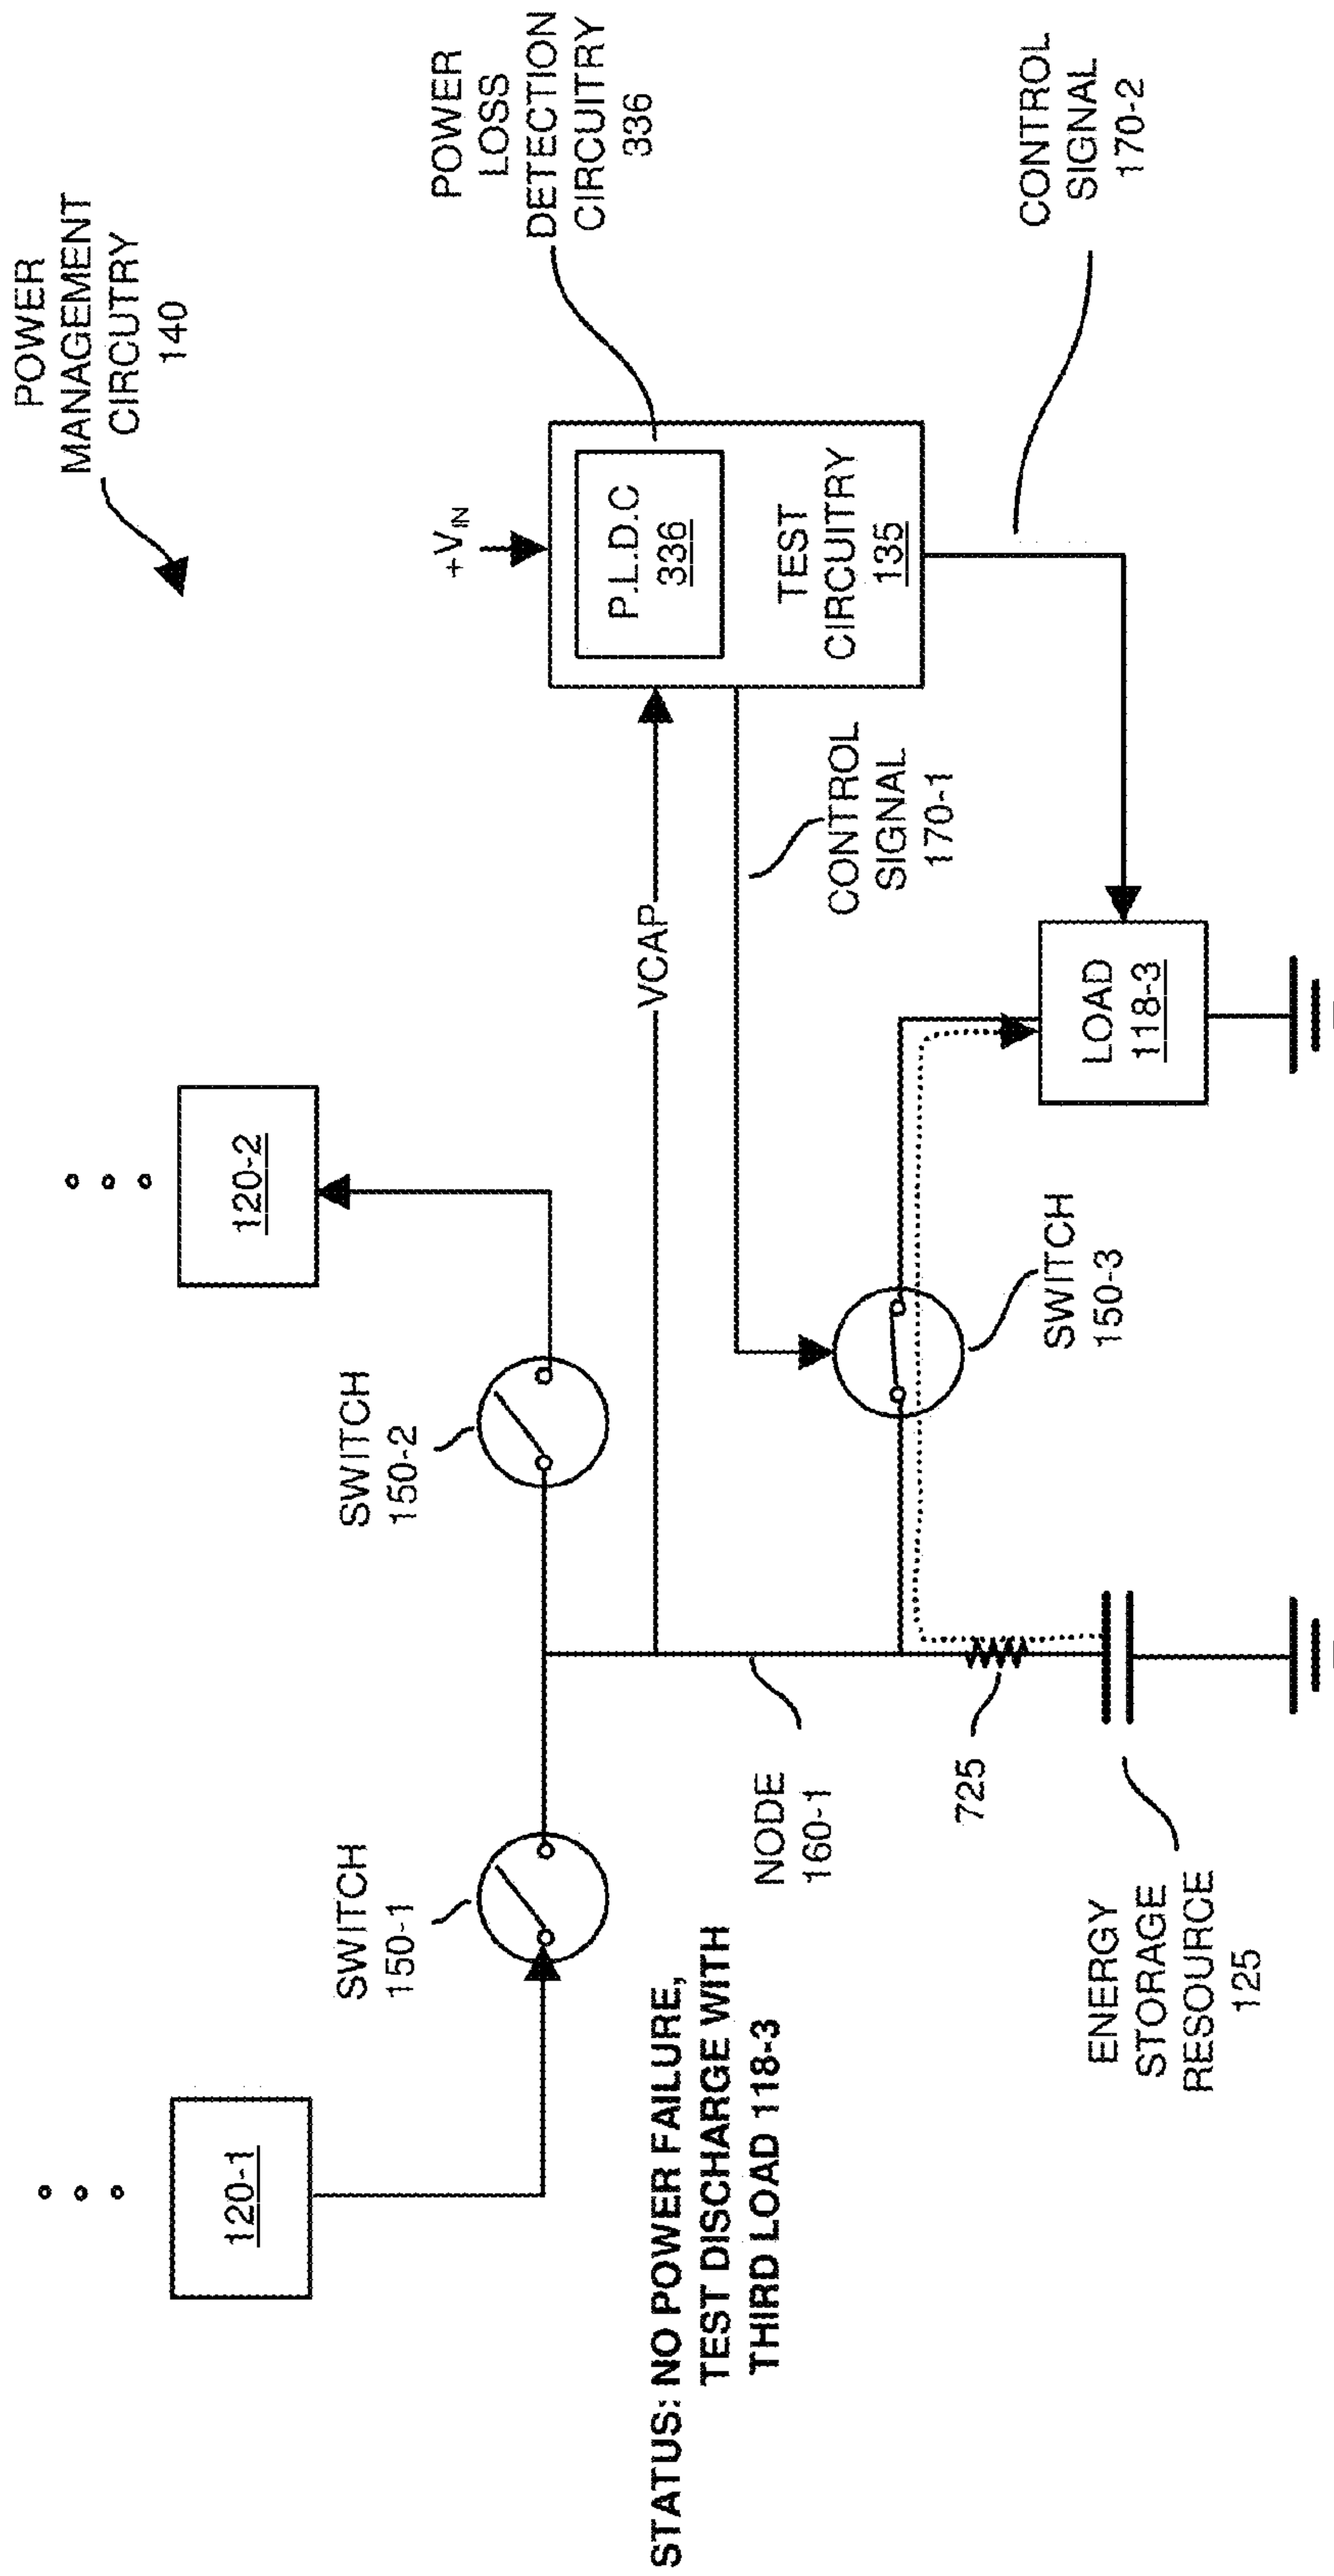 POWER
MANAGEMENT
CIRCUTRY
140
120-1
120-2
SWITCH
150-1
SWITCH
150-2
+VIN
POWER
LOSS
DETECTION
CIRCUITRY
336
P.L.D.C
336
TEST
CIRCUITRY
135
STATUS: NO POWER FAILURE,
TEST DISCHARGE WITH
THIRD LOAD 118-3
VCAP
NODE
160-1
CONTROL
SIGNAL
170-1
725
SWITCH
150-3
CONTROL
SIGNAL
170-2
ENERGY
STORAGE
RESOURCE
125
LOAD
118-3